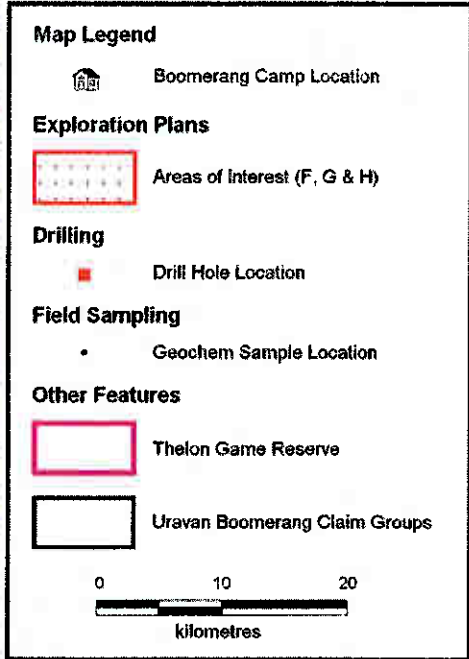 Map Legend
Boomerang Camp Location
Exploration Plans
Areas of Interest (F, G & H)
Drilling
Drill Hole Location
Field Sampling
Geochem Sample Location
Other Features
Thelon Game Reserve
Uravan Boomerang Claim Groups
0 10 20
kilometres